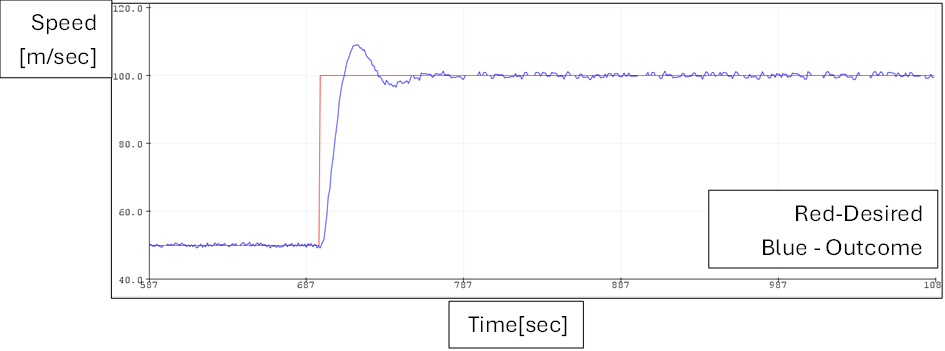 Speed
[m/sec]
120.0
100.0
80.0
60.0
40.0
587
687
787
887
987
108
Red-Desired
Blue - Outcome
Time[sec]